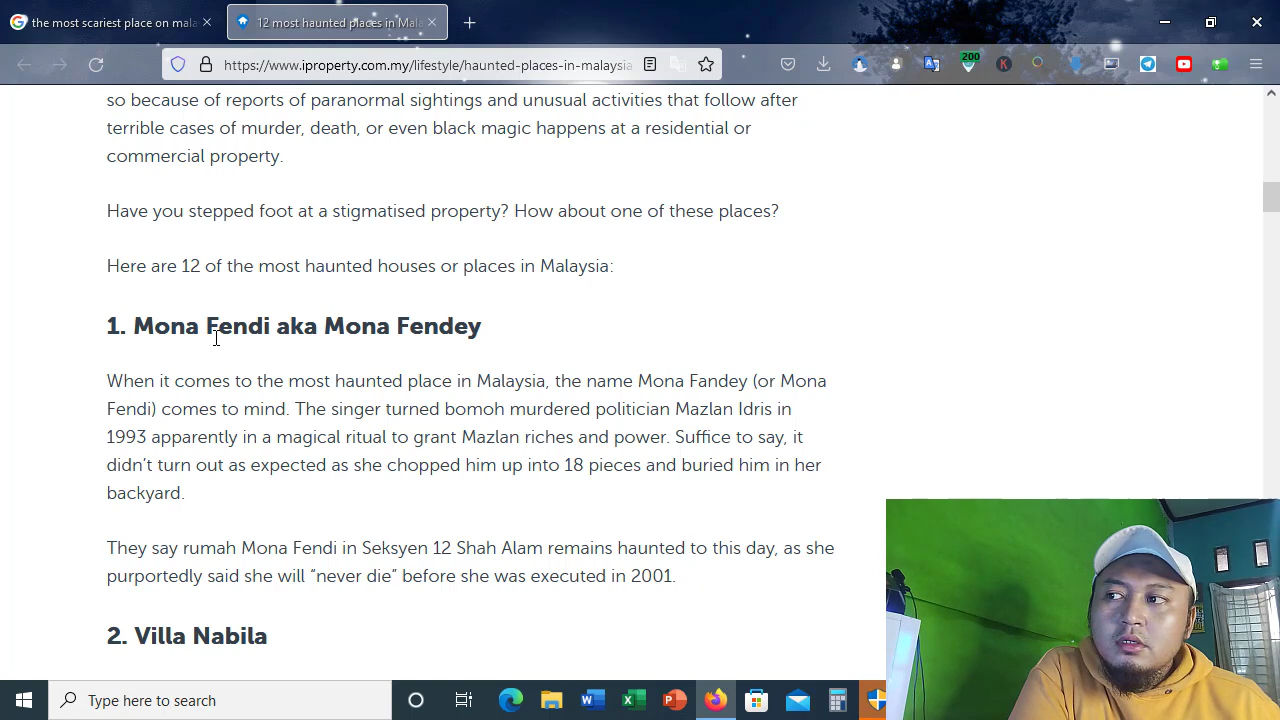 the most scariest place on mala
12 most haunted places in Mala
https://www.iproperty.com.my/lifestyle/haunted-places-in-malaysia
200
K
so because of reports of paranormal sightings and unusual activities that follow after
terrible cases of murder, death, or even black magic happens at a residential or
commercial property.
Have you stepped foot at a stigmatised property? How about one of these places?
Here are 12 of the most haunted houses or places in Malaysia:
1. Mona Fendi aka Mona Fendey
When it comes to the most haunted place in Malaysia, the name Mona Fandey (or Mona
Fendi) comes to mind. The singer turned bomoh murdered politician Mazlan Idris in
1993 apparently in a magical ritual to grant Mazlan riches and power. Suffice to say, it
didn’t turn out as expected as she chopped him up into 18 pieces and buried him in her
backyard.
They say rumah Mona Fendi in Seksyen 12 Shah Alam remains haunted to this day, as she
purportedly said she will “never die” before she was executed in 2001.
2. Villa Nabila
Type here to search